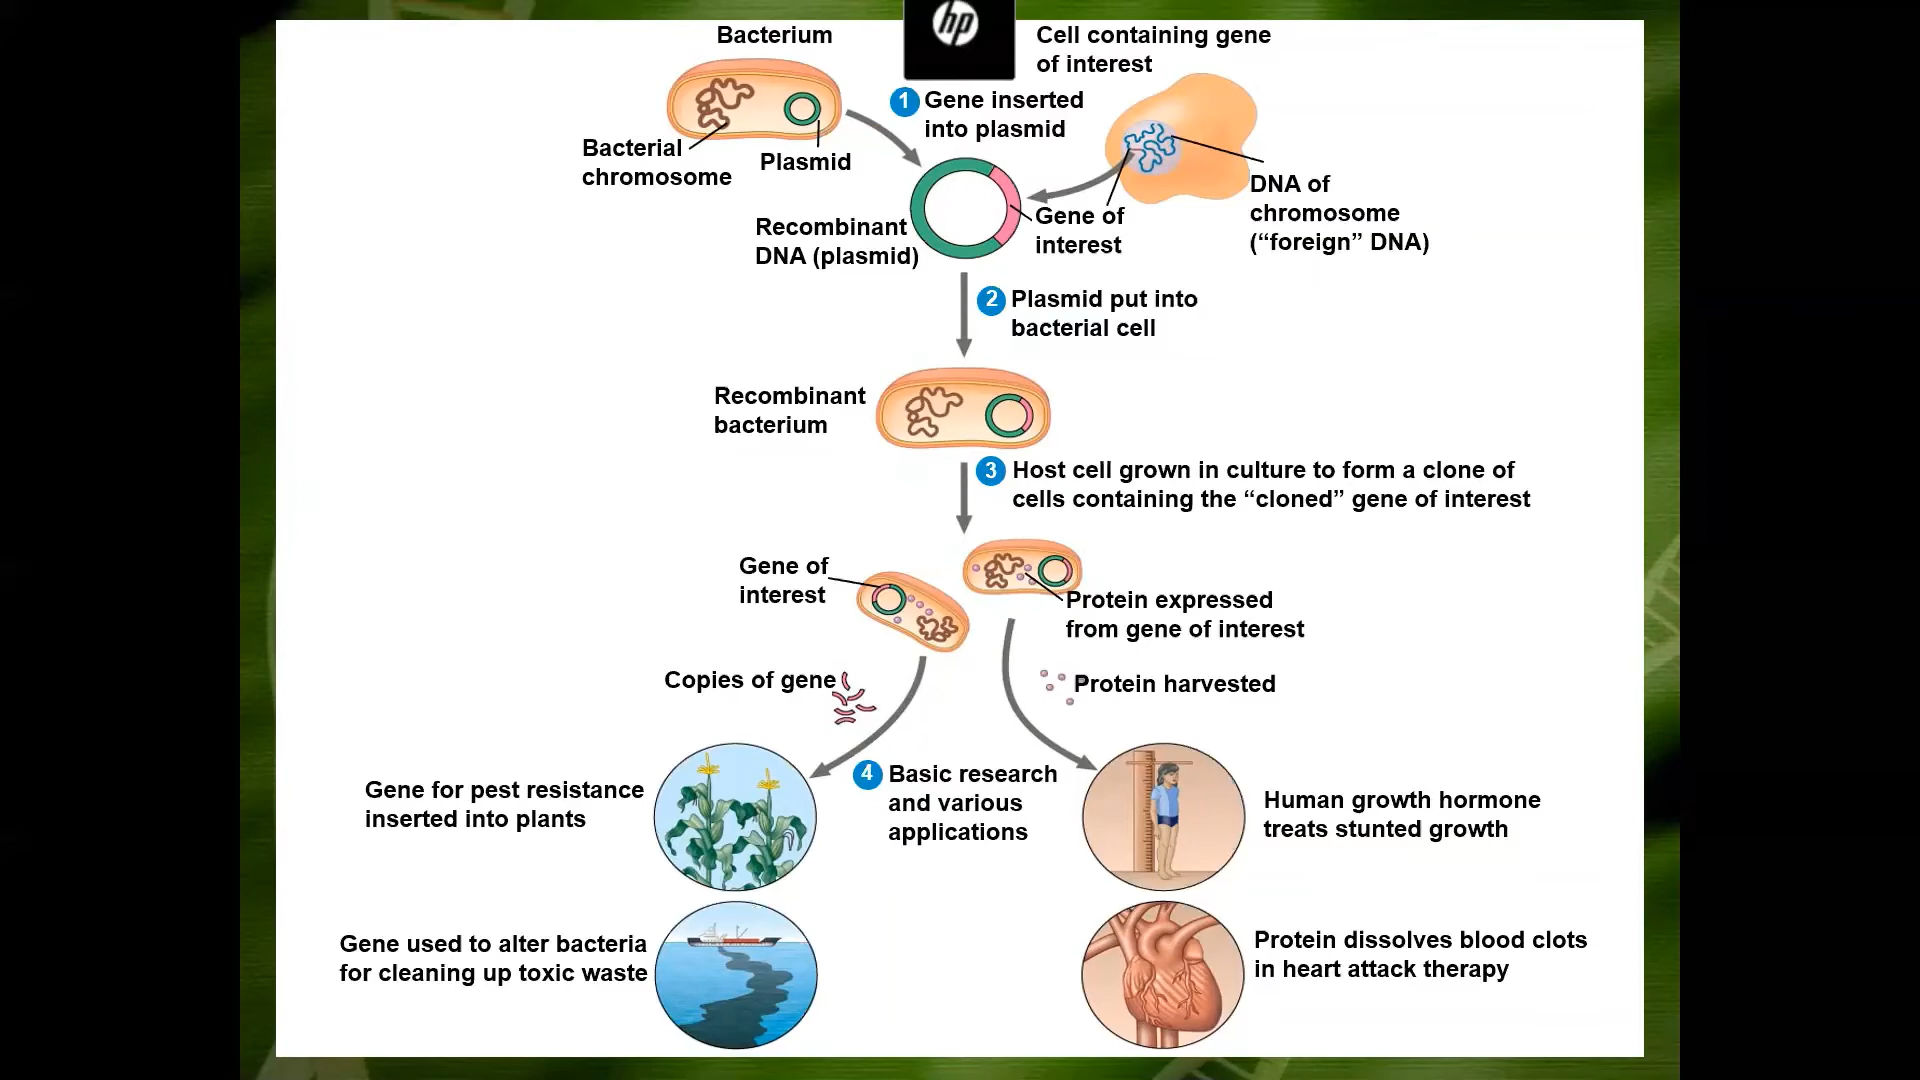 hp
Bacterium
Cell containing gene
of interest
1 Gene inserted
into plasmid
Bacterial
chromosome
Plasmid
DNA of
chromosome
(“foreign” DNA)
Gene of
interest
Recombinant
DNA (plasmid)
2 Plasmid put into
bacterial cell
Recombinant
bacterium
3 Host cell grown in culture to form a clone of
cells containing the “cloned” gene of interest
Gene of
interest
Protein expressed
from gene of interest
Copies of gene
Protein harvested
4 Basic research
and various
applications
Gene for pest resistance
inserted into plants
Human growth hormone
treats stunted growth
Gene used to alter bacteria
for cleaning up toxic waste
Protein dissolves blood clots
in heart attack therapy